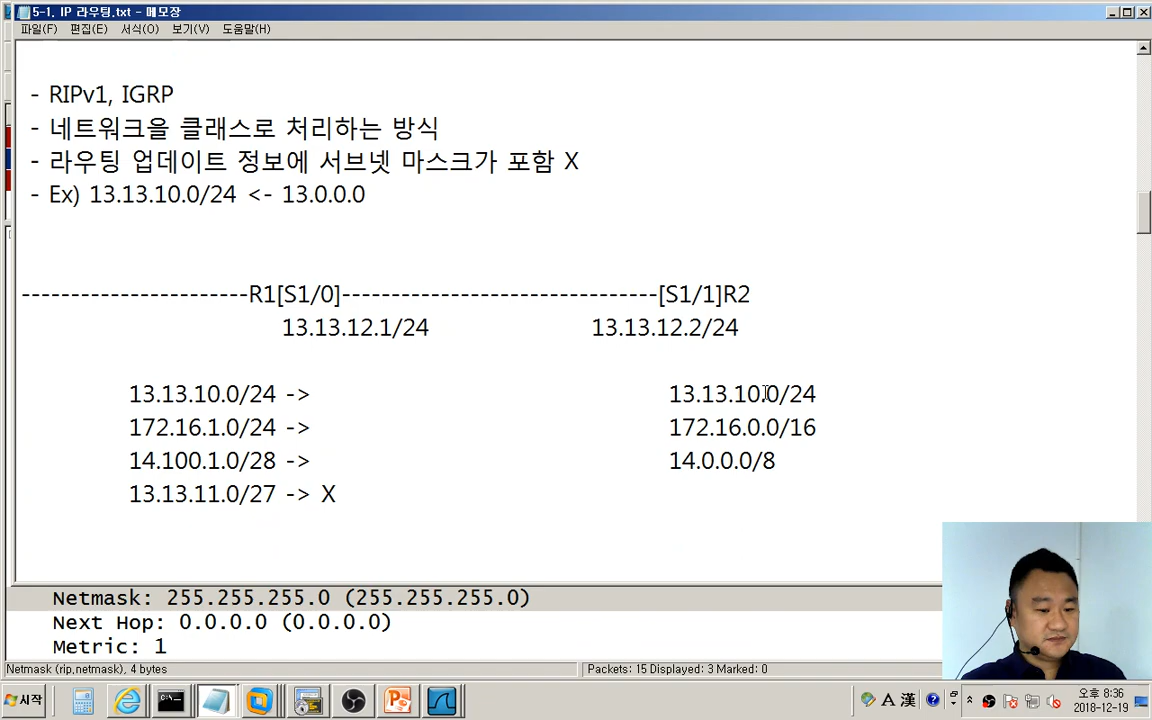 5-1. IP 라우팅.txt - 메모장
파일(F) 편집(E) 서식(O) 보기(V) 도움말(H)
- RIPv1, IGRP
- 네트워크을 클래스로 처리하는 방식
- 라우팅 업데이트 정보에 서브넷 마스크가 포함 X
- Ex) 13.13.10.0/24 <- 13.0.0.0
-----------------------R1[S1/0]--------------------------------[S1/1]R2
13.13.12.1/24 13.13.12.2/24
13.13.10.0/24 -> 13.13.10.0/24
172.16.1.0/24 -> 172.16.0.0/16
14.100.1.0/28 -> 14.0.0.0/8
13.13.11.0/27 -> X
Netmask: 255.255.255.0 (255.255.255.0)
Next Hop: 0.0.0.0 (0.0.0.0)
Metric: 1
Netmask (rip,netmask), 4 bytes Packets: 15 Displayed: 3 Marked: 0
시작 A 漢 오후 8:36
2018-12-19